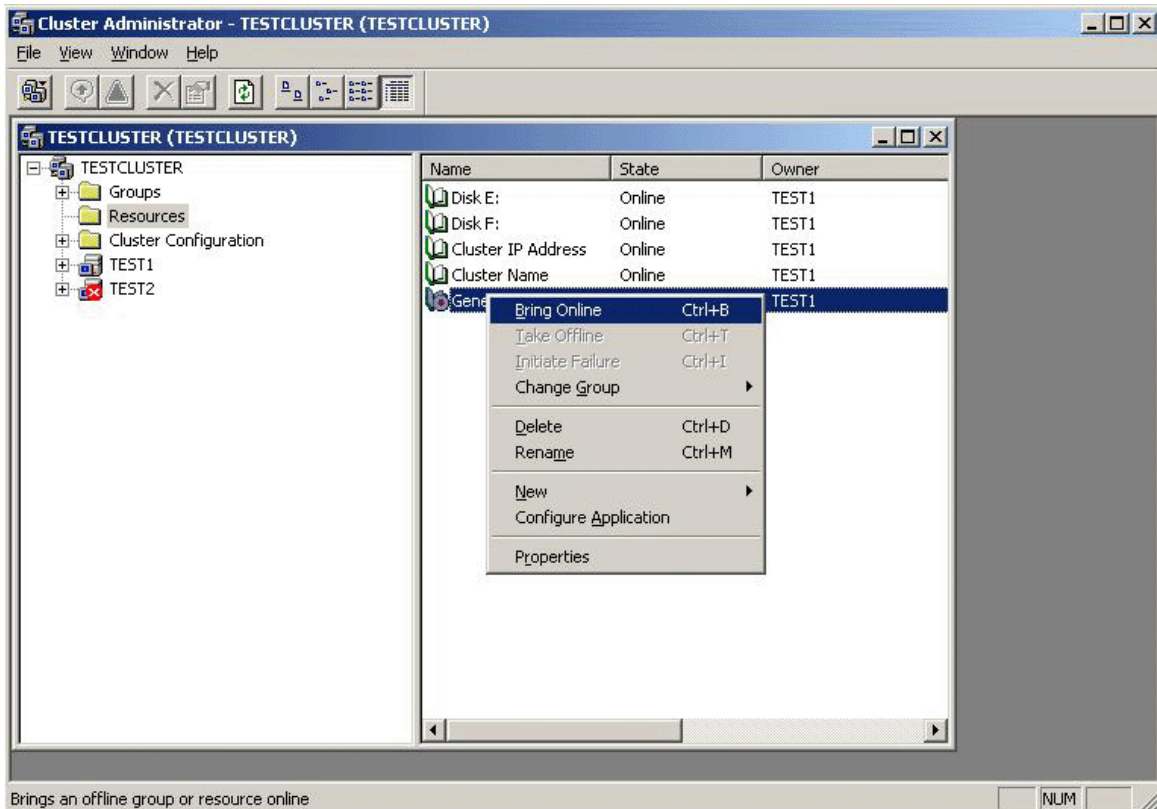 Cluster Administrator - TESTCLUSTER (TESTCLUSTER)
File View Window Help
TESTCLUSTER (TESTCLUSTER)
TESTCLUSTER
Groups
Resources
Cluster Configuration
TEST1
TEST2
Name State Owner
Disk E: Online TEST1
Disk F: Online TEST1
Cluster IP Address Online TEST1
Cluster Name Online TEST1
Gene TEST1
Bring Online Ctrl+B
Take Offline Ctrl+T
Initiate Failure Ctrl+I
Change Group
Delete Ctrl+D
Rename Ctrl+M
New
Configure Application
Properties
Brings an offline group or resource online NUM